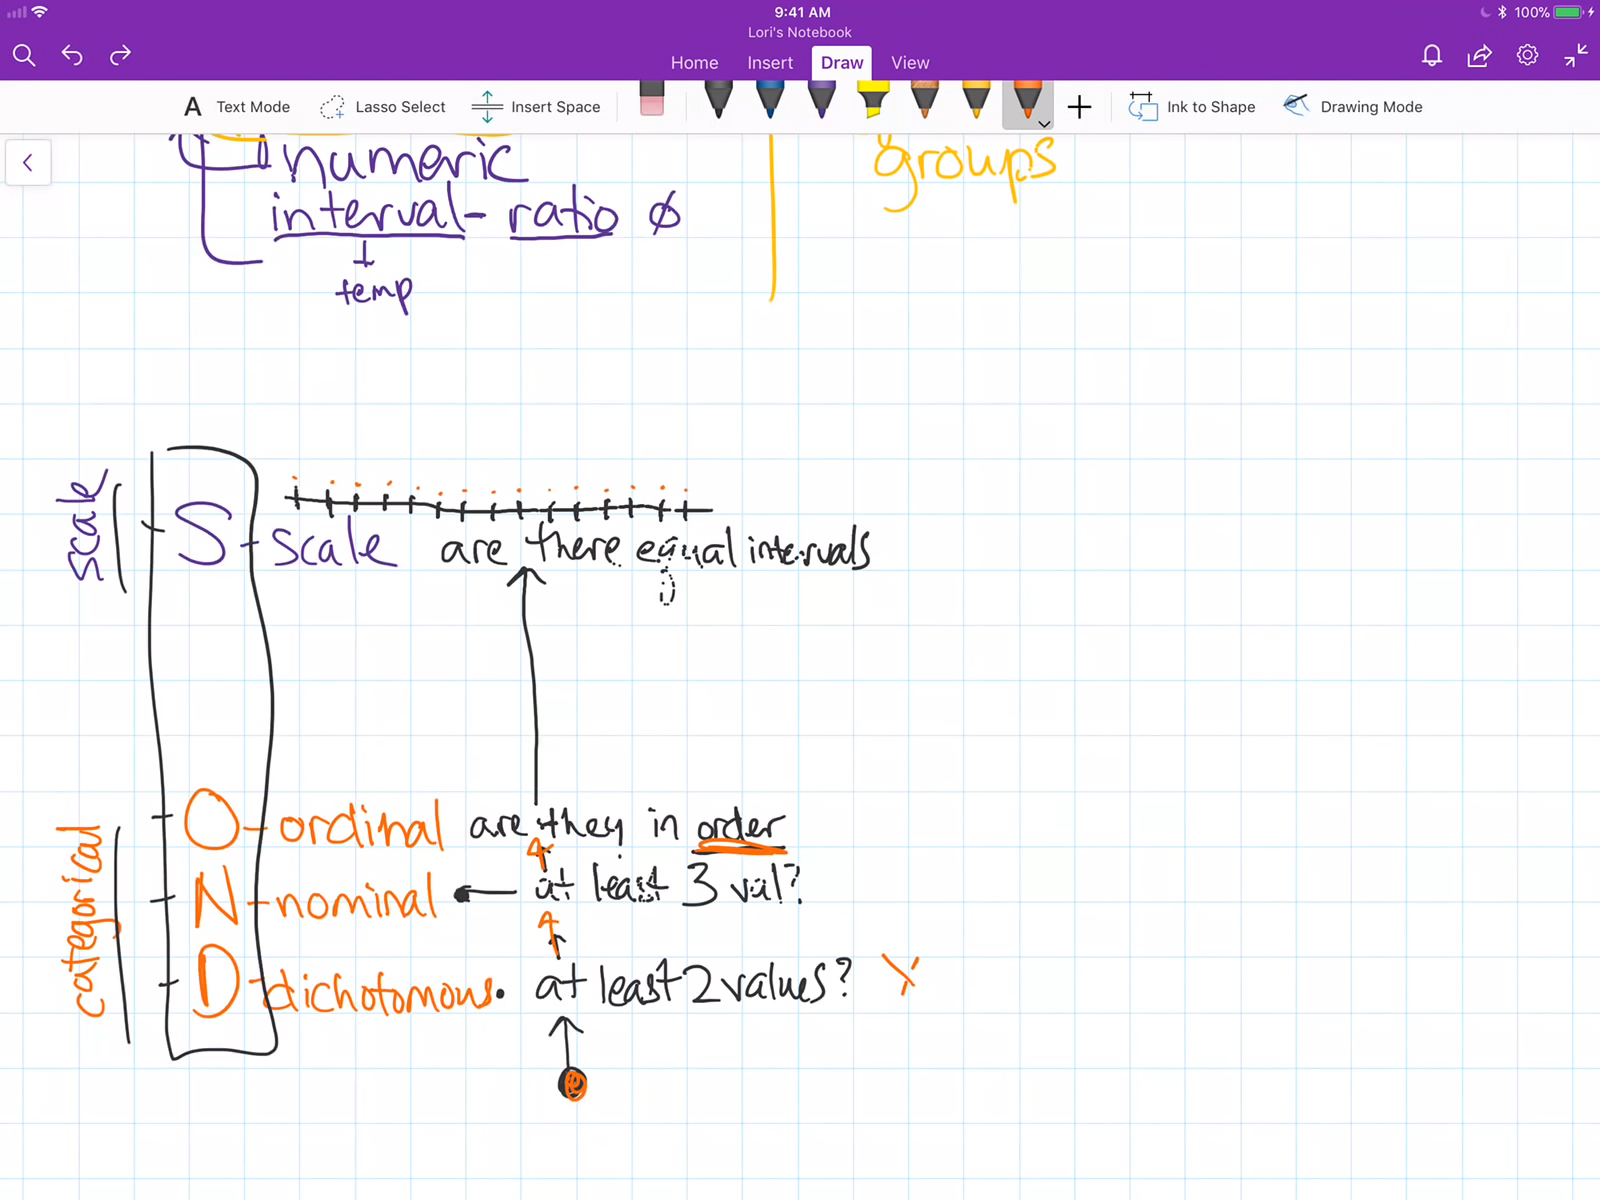 9:41 AM
100%
Lori's Notebook
Home Insert Draw View
Text Mode Lasso Select Insert Space Ink to Shape Drawing Mode
numeric
groups
interval - ratio ø
temp
scale
S - scale are there equal intervals
categorical
O - ordinal are they in order
N - nominal at least 3 val?
D - dichotomous. at least 2 values?